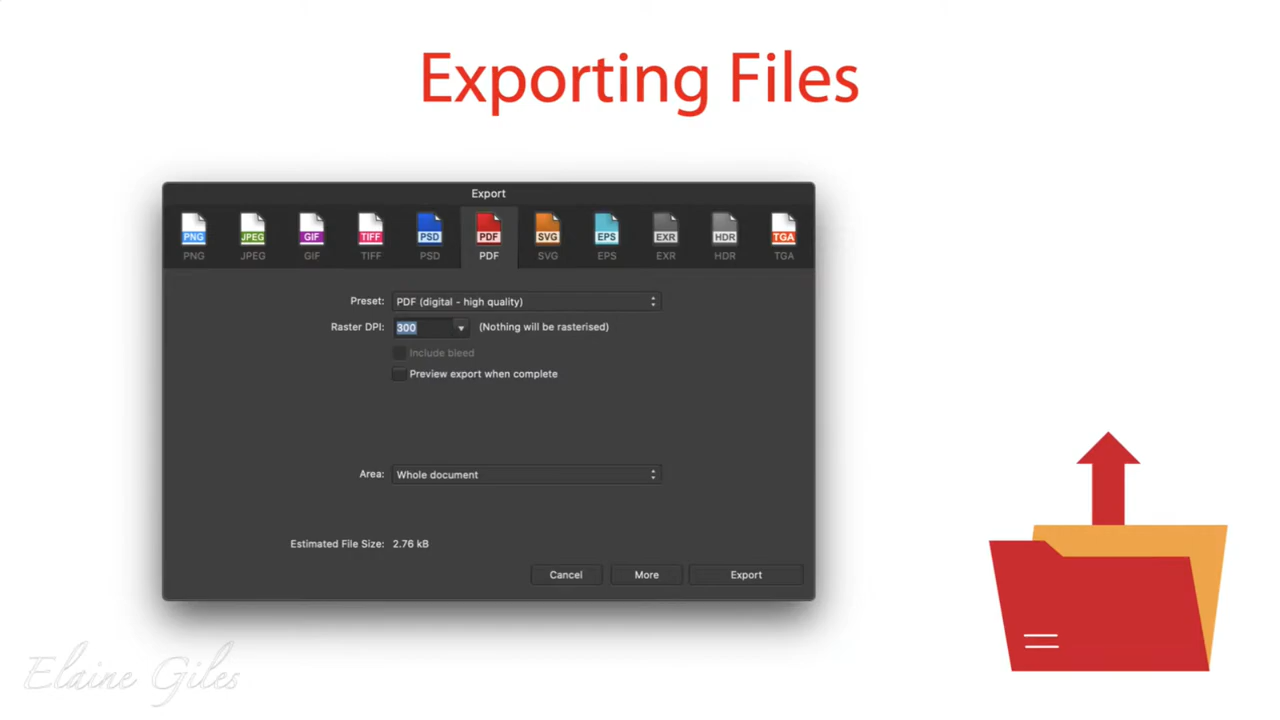 Exporting Files
Export
PNG JPEG GIF TIFF PSD PDF SVG EPS EXR HDR TGA
PNG JPEG GIF TIFF PSD PDF SVG EPS EXR HDR TGA
Preset: PDF (digital - high quality)
Raster DPI: 300 (Nothing will be rasterised)
Include bleed
Preview export when complete
Area: Whole document
Estimated File Size: 2.76 kB
Cancel More Export
Elaine Giles